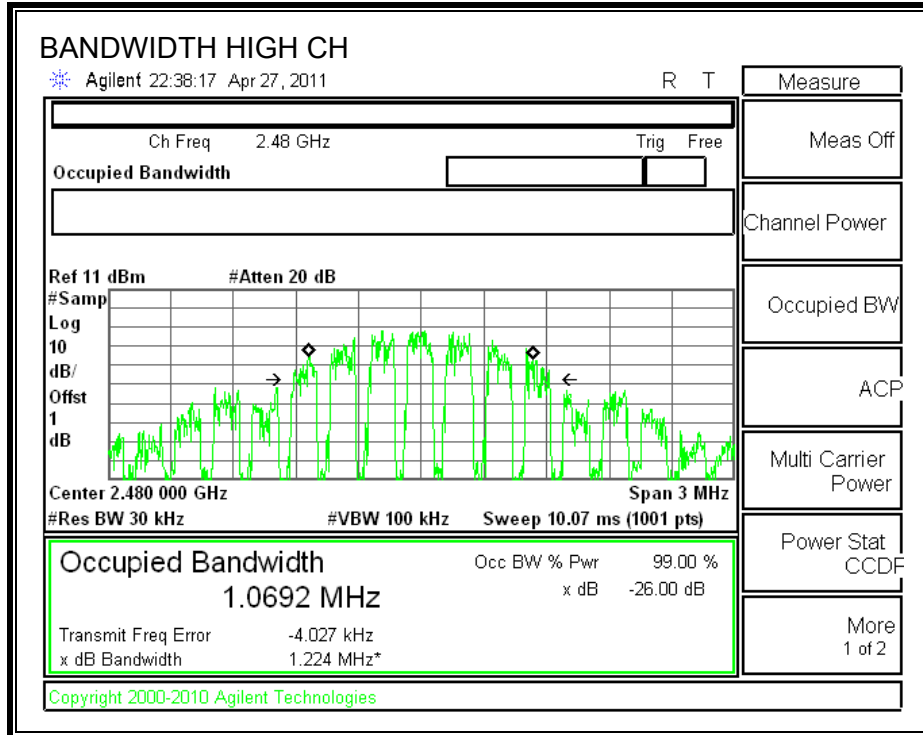 BANDWIDTH HIGH CH
Agilent 22:38:17 Apr 27, 2011 R T
Measure
Ch Freq 2.48 GHz Trig Free
Meas Off
Occupied Bandwidth
Channel Power
Ref 11 dBm #Atten 20 dB
#Samp
Log
10
dB/
Offst
1
dB
Occupied BW
ACP
Multi Carrier
Power
Center 2.480 000 GHz Span 3 MHz
#Res BW 30 kHz #VBW 100 kHz Sweep 10.07 ms (1001 pts)
Power Stat
CCDF
Occupied Bandwidth Occ BW % Pwr 99.00 %
1.0692 MHz x dB -26.00 dB
Transmit Freq Error -4.027 kHz
x dB Bandwidth 1.224 MHz*
More
1 of 2
Copyright 2000-2010 Agilent Technologies